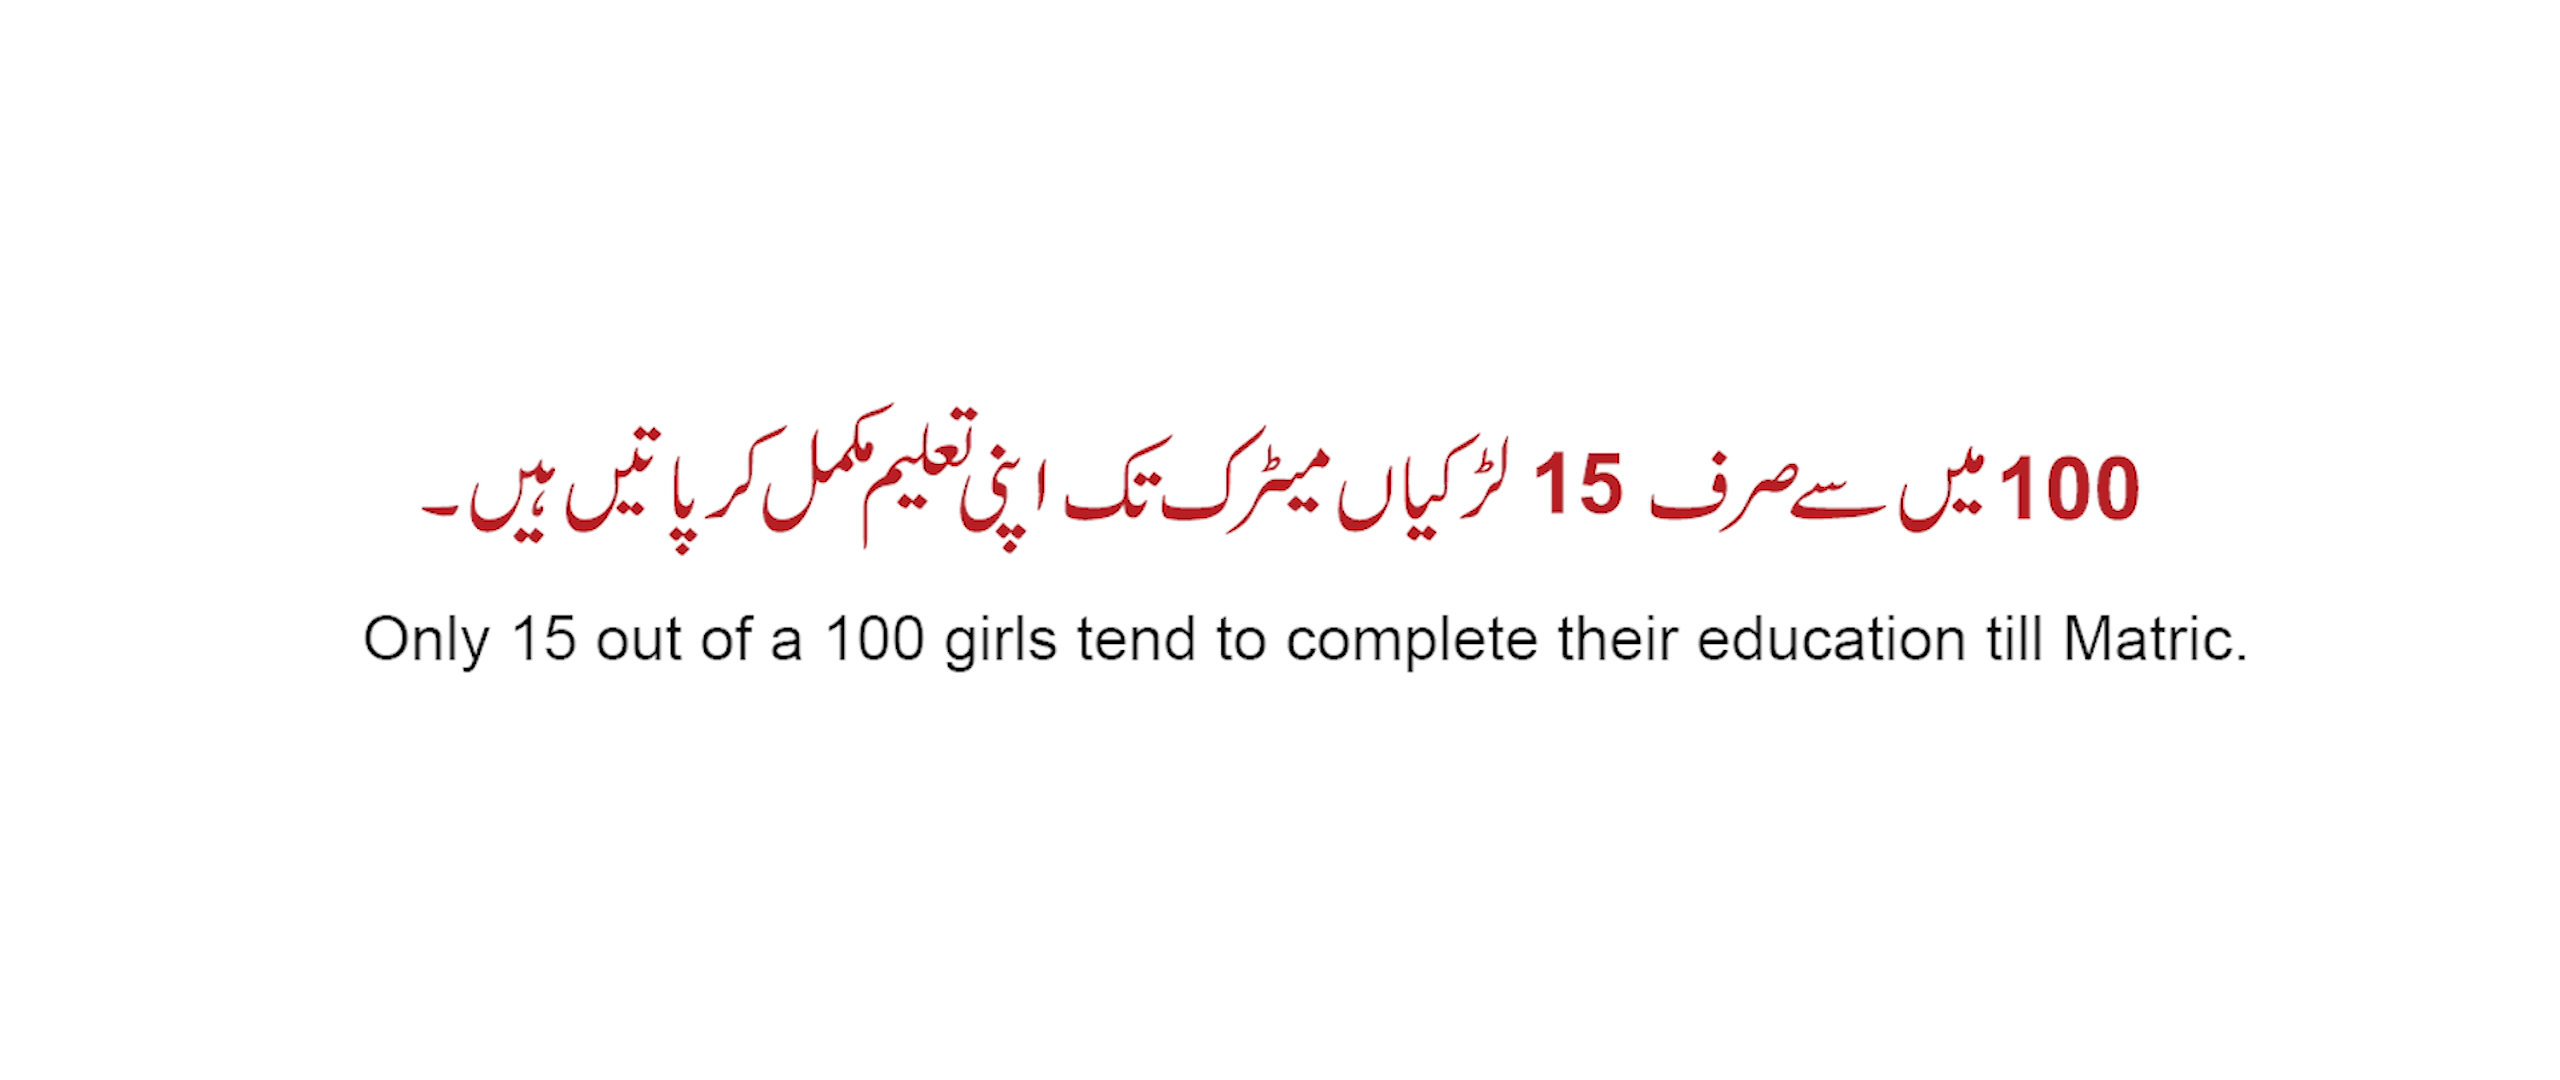 100 میں سے صرف 15 لڑکیاں میٹرک تک اپنی تعلیم مکمل کر پاتیں ہیں۔
Only 15 out of a 100 girls tend to complete their education till Matric.